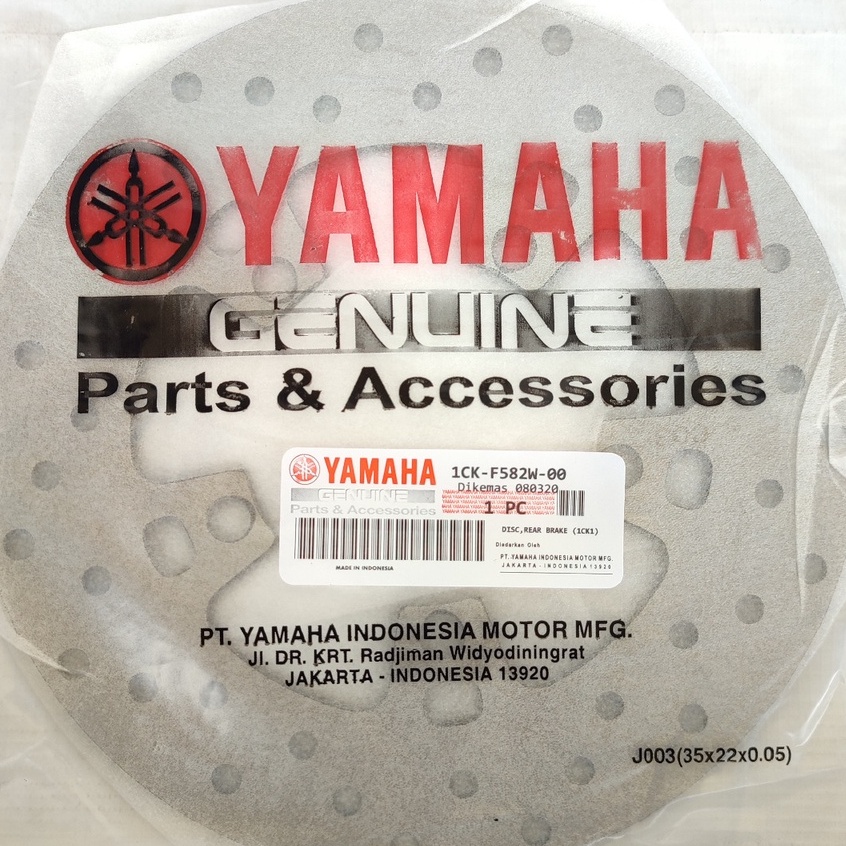 YAMAHA
GENUINE
Parts & Accessories
YAMAHA 1CK-F582W-00
GENUINE Dikemas 080320
Parts & Accessories 1 PC
DISC,REAR BRAKE (1CK1)
Diedarkan Oleh
PT. YAMAHA INDONESIA MOTOR MFG.
JAKARTA - INDONESIA 13920
MADE IN INDONESIA
PT. YAMAHA INDONESIA MOTOR MFG.
Jl. DR. KRT. Radjiman Widyodiningrat
JAKARTA - INDONESIA 13920
J003(35x22x0.05)